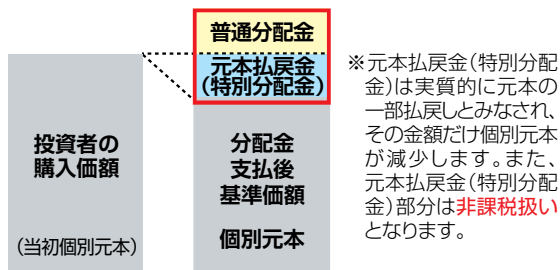 普通分配金
元本払戻金
(特別分配金)
投資者の
購入価額
(当初個別元本)
分配金
支払後
基準価額
個別元本
※元本払戻金(特別分配
金)は実質的に元本の
一部払戻しとみなされ、
その金額だけ個別元本
が減少します。また、
元本払戻金(特別分配
金)部分は非課税扱い
となります。